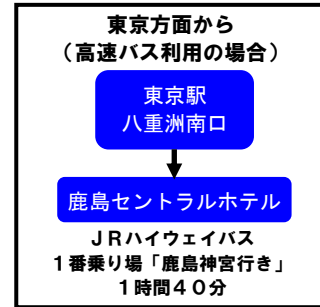 東京方面から
（高速バス利用の場合）
東京駅
八重洲南口
鹿島セントラルホテル
ＪＲハイウェイバス
１番乗り場「鹿島神宮行き」
１時間４０分